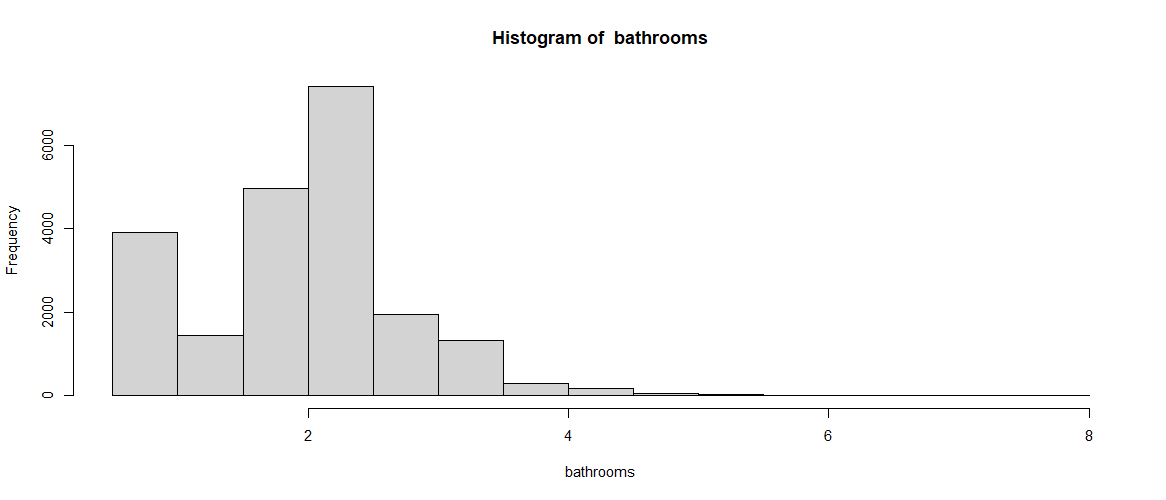 Histogram of  bathrooms
Frequency
6000
4000
2000
0
2 4 6 8
bathrooms